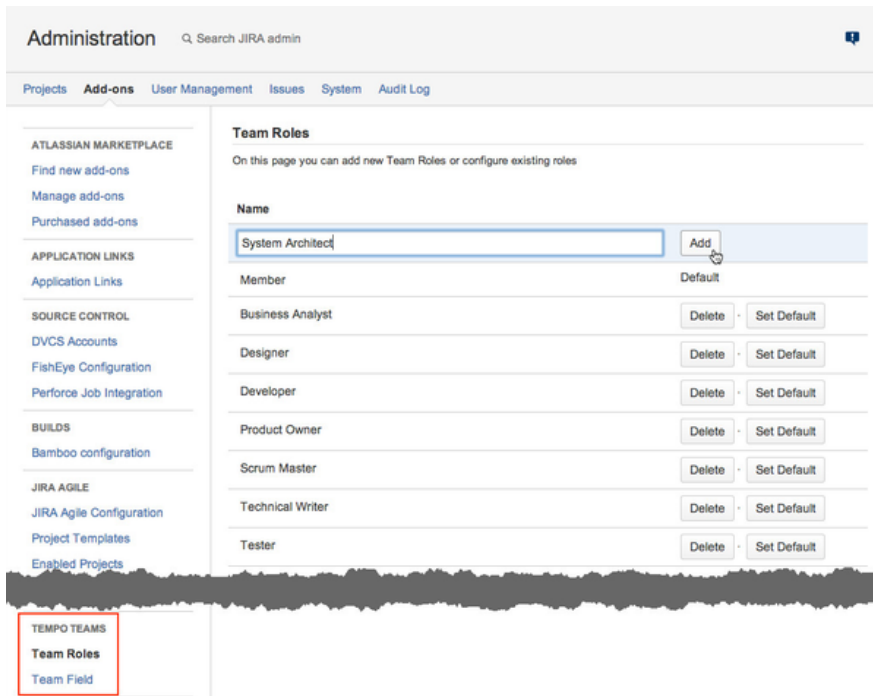 Administration Search JIRA admin
Projects Add-ons User Management Issues System Audit Log
ATLASSIAN MARKETPLACE
Find new add-ons
Manage add-ons
Purchased add-ons
APPLICATION LINKS
Application Links
SOURCE CONTROL
DVCS Accounts
FishEye Configuration
Perforce Job Integration
BUILDS
Bamboo configuration
JIRA AGILE
JIRA Agile Configuration
Project Templates
Enabled Projects
TEMPO TEAMS
Team Roles
Team Field
Team Roles
On this page you can add new Team Roles or configure existing roles
Name
System Architect Add
Member Default
Business Analyst Delete · Set Default
Designer Delete · Set Default
Developer Delete · Set Default
Product Owner Delete · Set Default
Scrum Master Delete · Set Default
Technical Writer Delete · Set Default
Tester Delete · Set Default